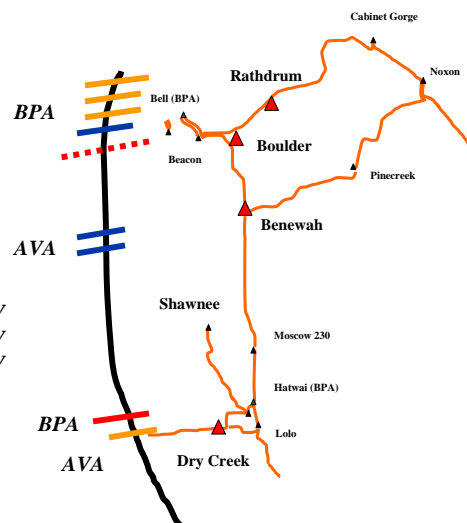 Cabinet Gorge
Rathdrum
Noxon
BPA
Bell (BPA)
Boulder
Beacon
Pinecreek
Benewah
AVA
Shawnee
V
V
V
Moscow 230
Hatwai (BPA)
BPA
Lolo
AVA
Dry Creek